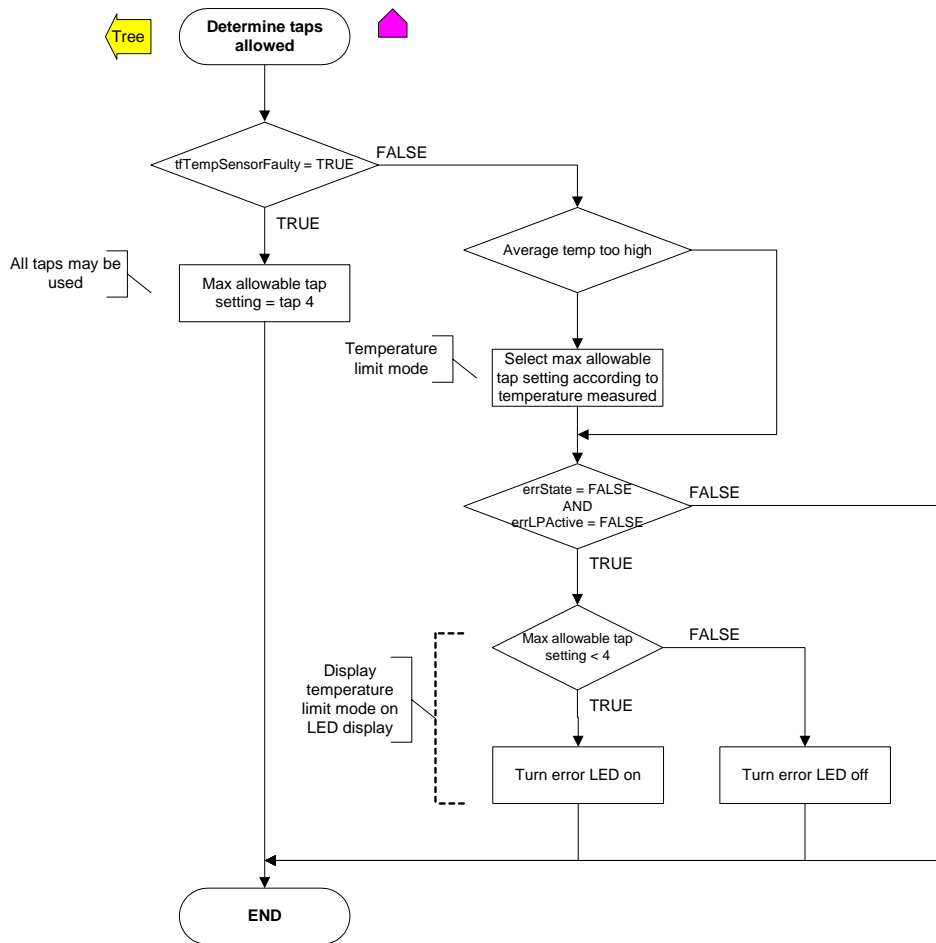 Tree
Determine taps
allowed
tfTempSensorFaulty = TRUE
FALSE
TRUE
Average temp too high
All taps may be
used
Max allowable tap
setting = tap 4
Temperature
limit mode
Select max allowable
tap setting according to
temperature measured
errState = FALSE
AND
errLPActive = FALSE
FALSE
TRUE
Max allowable tap
setting < 4
FALSE
TRUE
Display
temperature
limit mode on
LED display
Turn error LED on
Turn error LED off
END